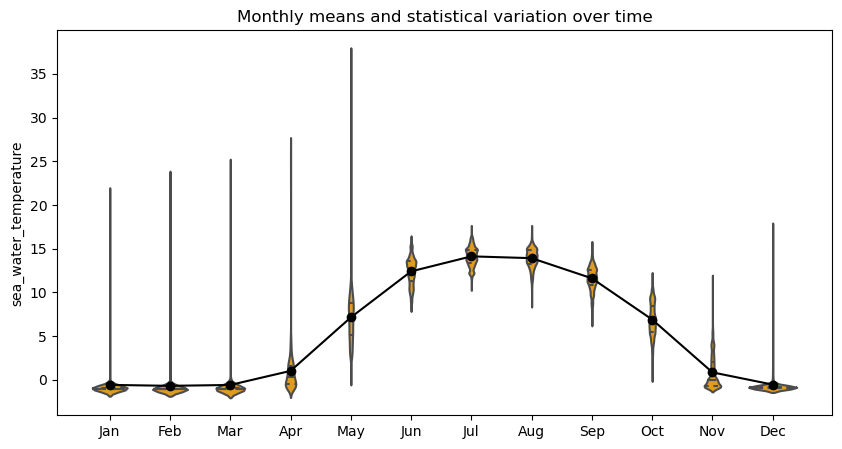 Monthly means and statistical variation over time
sea_water_temperature
35
30
25
20
15
10
5
0
Jan Feb Mar Apr May Jun Jul Aug Sep Oct Nov Dec